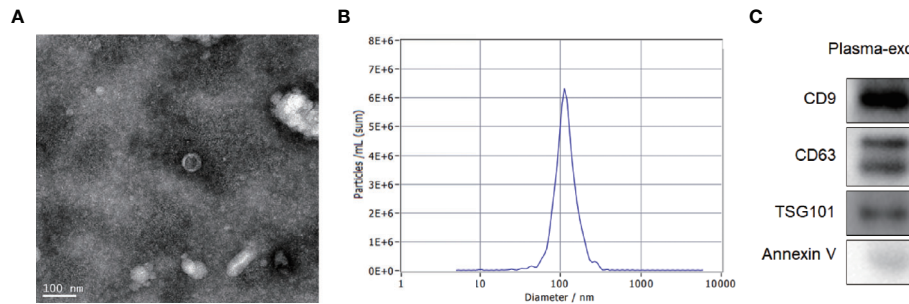 A
100 nm
B
Particles /mL (sum)
8E+6
7E+6
6E+6
5E+6
4E+6
3E+6
2E+6
1E+6
0E+0
1
10
100
1000
10000
Diameter / nm
C
Plasma-exo
CD9
CD63
TSG101
Annexin V